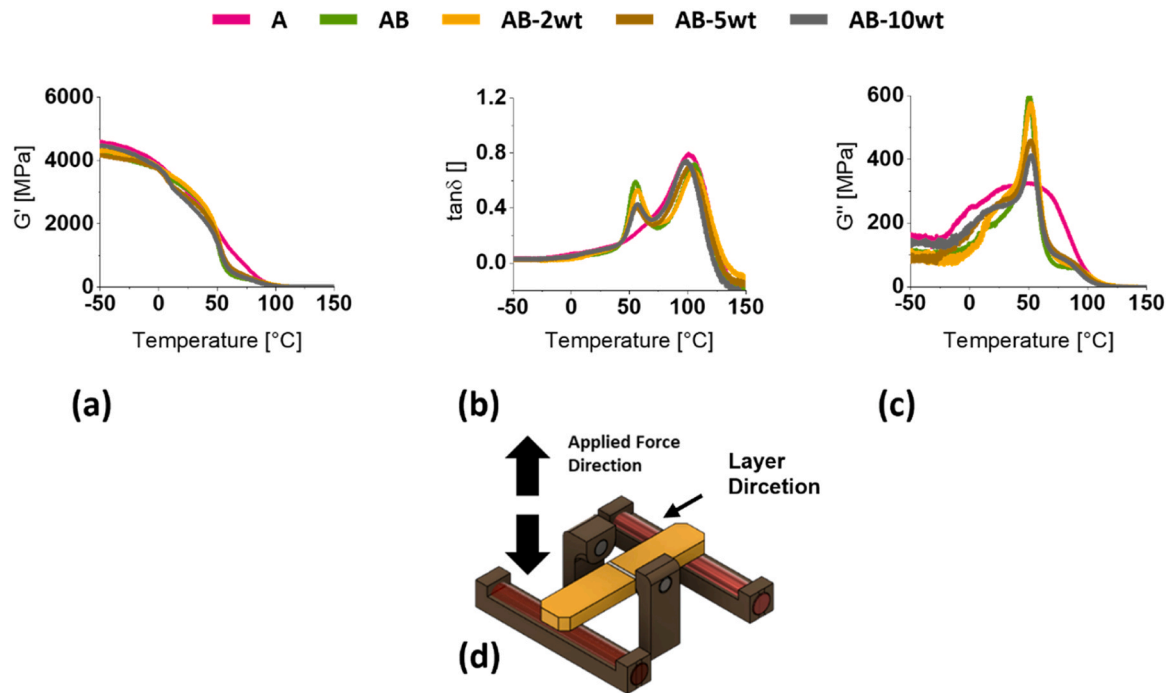 A AB AB-2wt AB-5wt AB-10wt
6000
4000
2000
0
G' [MPa]
-50 0 50 100 150
Temperature [°C]
(a)
1.2
0.8
0.4
0.0
tanδ []
-50 0 50 100 150
Temperature [°C]
(b)
600
400
200
0
G'' [MPa]
-50 0 50 100 150
Temperature [°C]
(c)
Applied Force
Direction
Layer
Dircetion
(d)